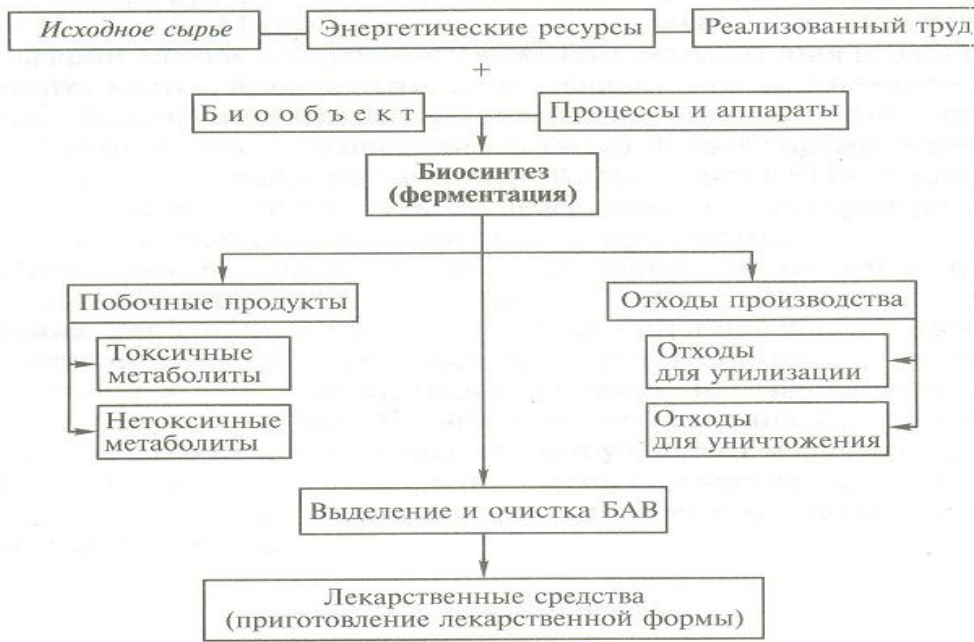 Исходное сырье Энергетические ресурсы Реализованный труд
+
Биообъект Процессы и аппараты
Биосинтез
(ферментация)
Побочные продукты Отходы производства
Токсичные
метаболиты
Отходы
для утилизации
Нетоксичные
метаболиты
Отходы
для уничтожения
Выделение и очистка БАВ
Лекарственные средства
(приготовление лекарственной формы)